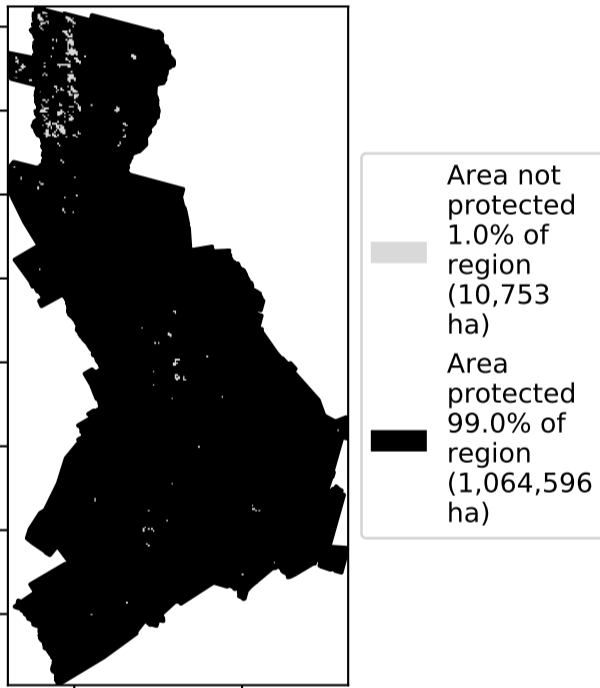 Area not
protected
1.0% of
region
(10,753
ha)
Area
protected
99.0% of
region
(1,064,596
ha)